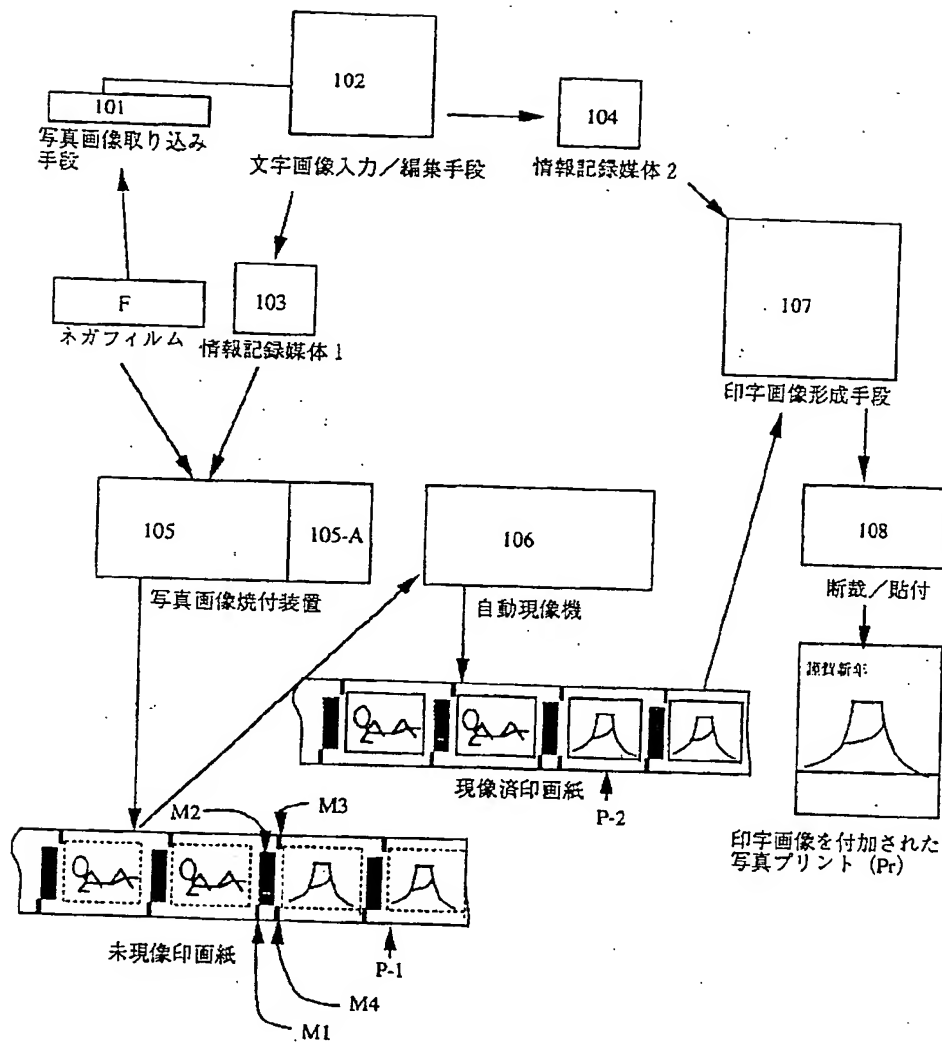 102
101
写真画像取り込み
手段
104
文字画像入力/編集手段
情報記録媒体 2
107
F
ネガフィルム
103
情報記録媒体 1
印字画像形成手段
105
105-A
写真画像焼付装置
106
自動現像機
108
断裁/貼付
謹賀新年
現像済印画紙
P-2
印字画像を付加された
写真プリント (Pr)
M2
M3
未現像印画紙
P-1
M4
M1